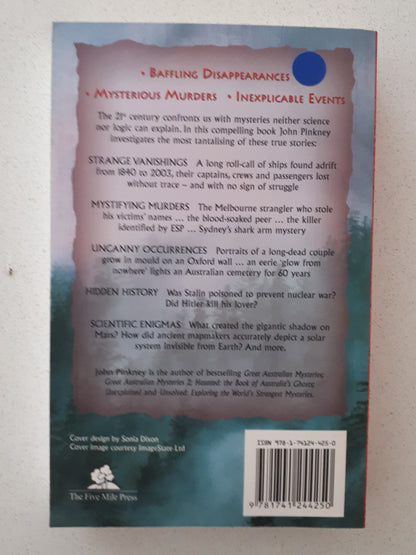 • BAFFLING DISAPPEARANCES
• MYSTERIOUS MURDERS • INEXPLICABLE EVENTS
The 21st century confronts us with mysteries neither science
nor logic can explain. In this compelling book John Pinkney
investigates the most tantalising of these true stories:
STRANGE VANISHINGS A long roll-call of ships found adrift
from 1840 to 2003, their captains, crews and passengers lost
without trace – and with no sign of struggle
MYSTIFYING MURDERS The Melbourne strangler who stole
his victims' names ... the blood-soaked peer ... the killer
identified by ESP ... Sydney's shark arm mystery
UNCANNY OCCURRENCES Portraits of a long-dead couple
grow in mould on an Oxford wall ... an eerie 'glow from
nowhere' lights an Australian cemetery for 60 years
HIDDEN HISTORY Was Stalin poisoned to prevent nuclear war?
Did Hitler kill his lover?
SCIENTIFIC ENIGMAS What created the gigantic shadow on
Mars? How did ancient mapmakers accurately depict a solar
system invisible from Earth? And more.
John Pinkney is the author of bestselling Great Australian Mysteries;
Great Australian Mysteries 2; Haunted: the Book of Australia's Ghosts;
Unexplained and Unsolved: Exploring the World's Strangest Mysteries.
Cover design by Sonia Dixon
Cover image courtesy ImageState Ltd
The Five Mile Press
ISBN 978-1-74124-425-0
9 781741 244250